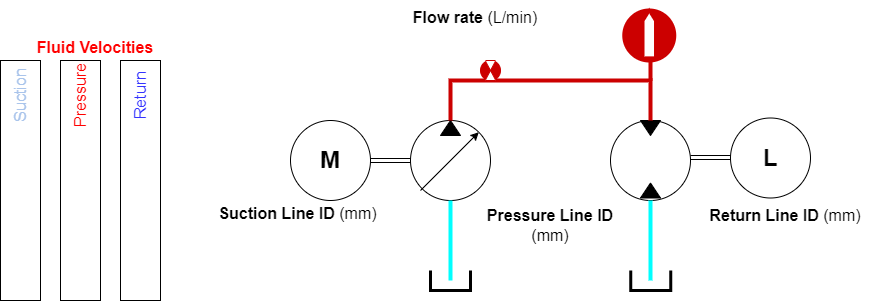 Flow rate (L/min)
Fluid Velocities
Suction
Pressure
Return
M
L
Suction Line ID (mm)
Pressure Line ID
(mm)
Return Line ID (mm)